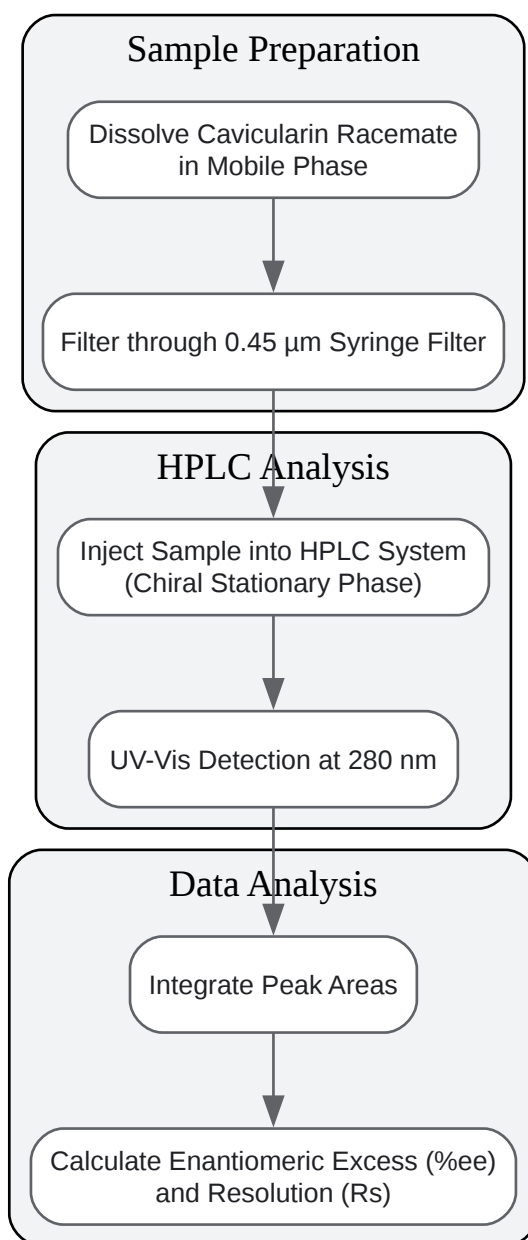 Sample Preparation
Dissolve Cavicularin Racemate
in Mobile Phase
Filter through 0.45 µm Syringe Filter
HPLC Analysis
Inject Sample into HPLC System
(Chiral Stationary Phase)
UV-Vis Detection at 280 nm
Data Analysis
Integrate Peak Areas
Calculate Enantiomeric Excess (%ee)
and Resolution (Rs)